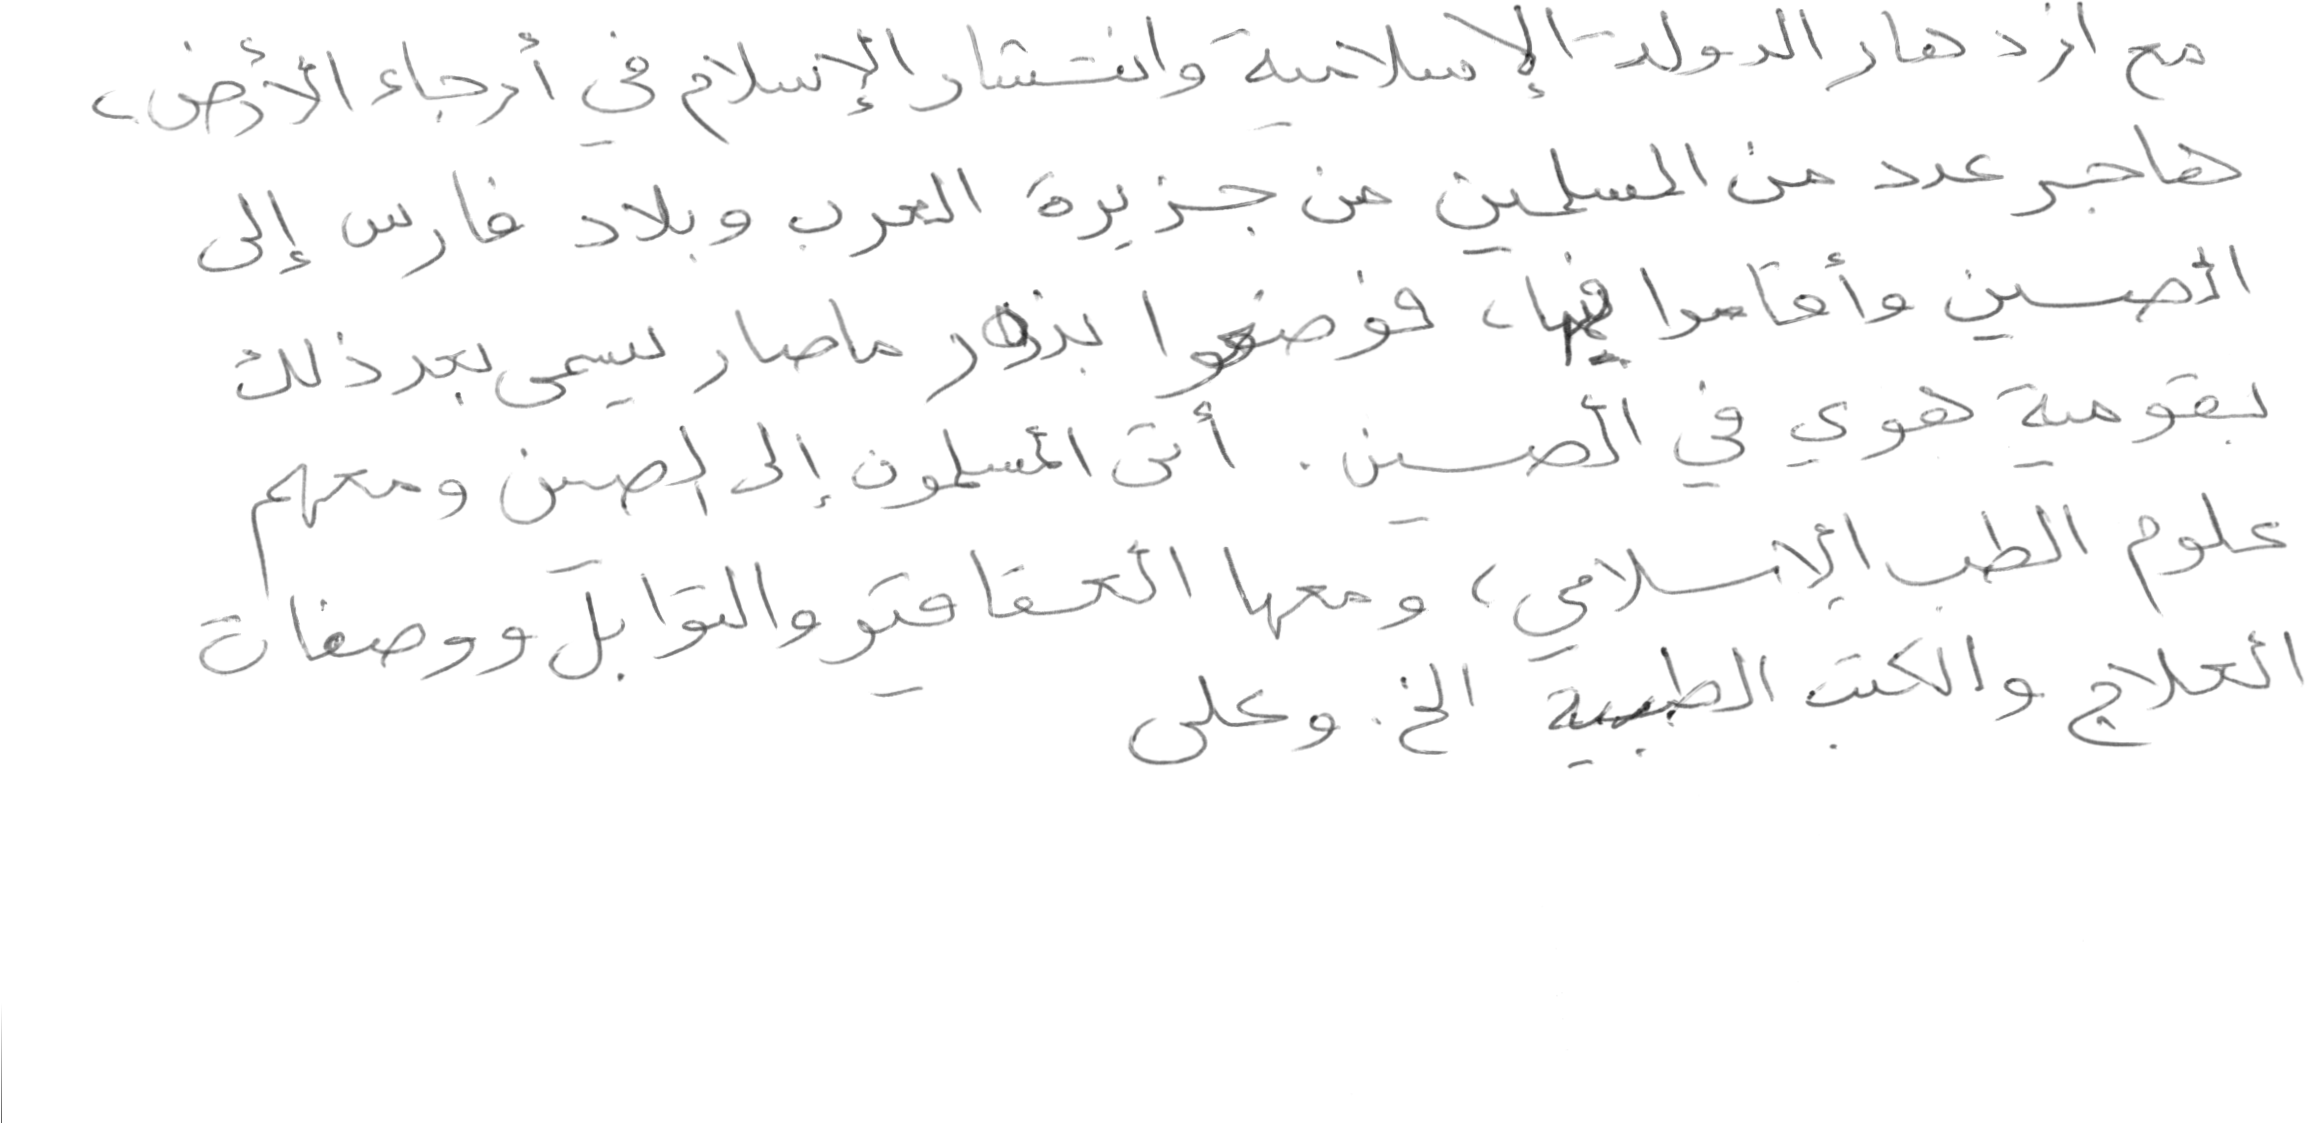 مع ازدهار الدولة الإسلامية وانتشار الإسلام في أرجاء الأرض،
هاجر عدد من المسلمين من جزيرة العرب وبلاد فارس إلى
الصين وأقاموا فيها، فوضعوا بذور ما صار يسمى بعد ذلك
بقومية هوي في الصين. أتى المسلمون إلى الصين ومعهم
علوم الطب الإسلامي، ومعها العقاقير والتوابل ووصفات
العلاج والكتب الطبية الخ. وعلى